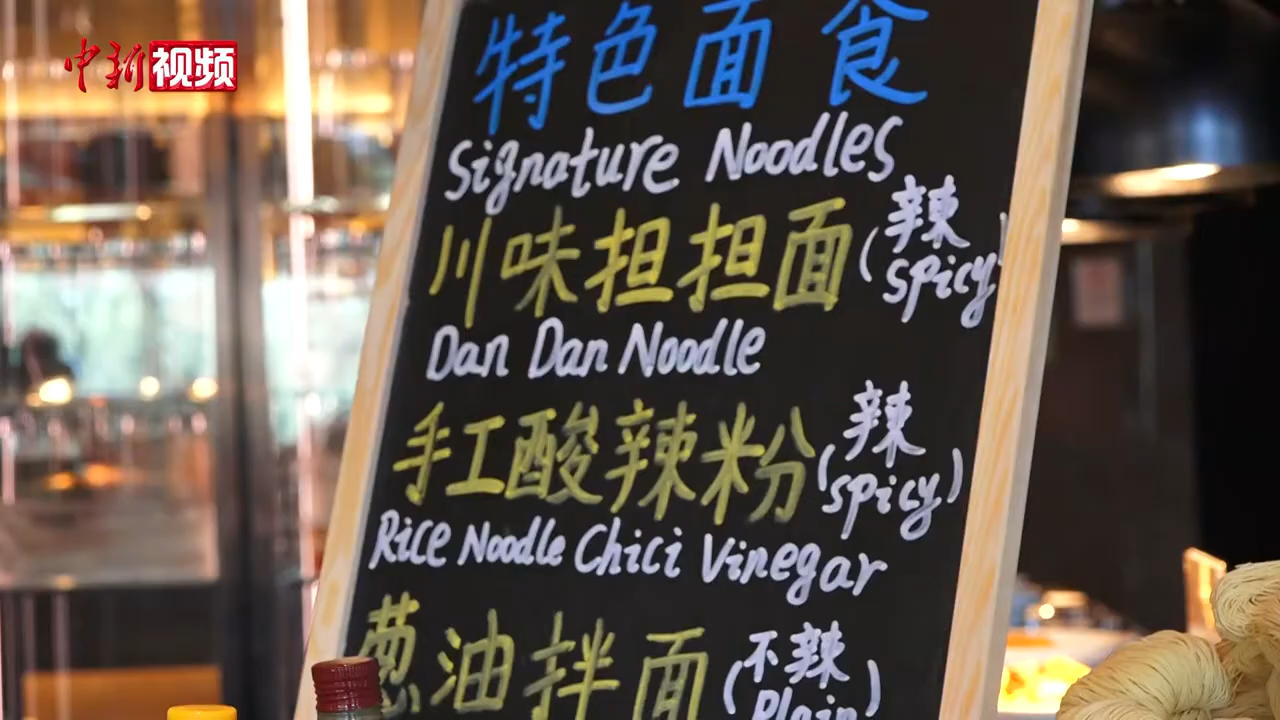 中新视频
特色面食
Signature Noodles
川味担担面 (辣 spicy)
Dan Dan Noodle
手工酸辣粉 (辣 spicy)
Rice Noodle Chici Vinegar
葱油拌面 (不辣 Plain)